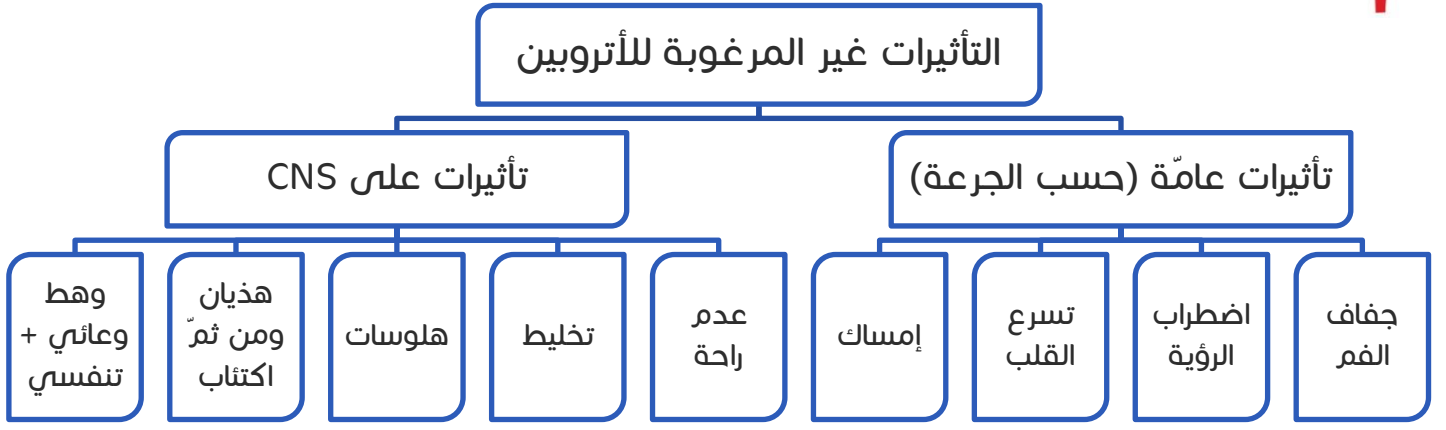 التأثيرات غير المرغوبة للأتروبين
تأثيرات عامّة (حسب الجرعة)
جفاف
الفم
اضطراب
الرؤية
تسرع
القلب
إمساك
تأثيرات على CNS
عدم
راحة
تخليط
هلوسات
هذيان
ومن ثمّ
اكتئاب
وهط
وعائي +
تنفسي